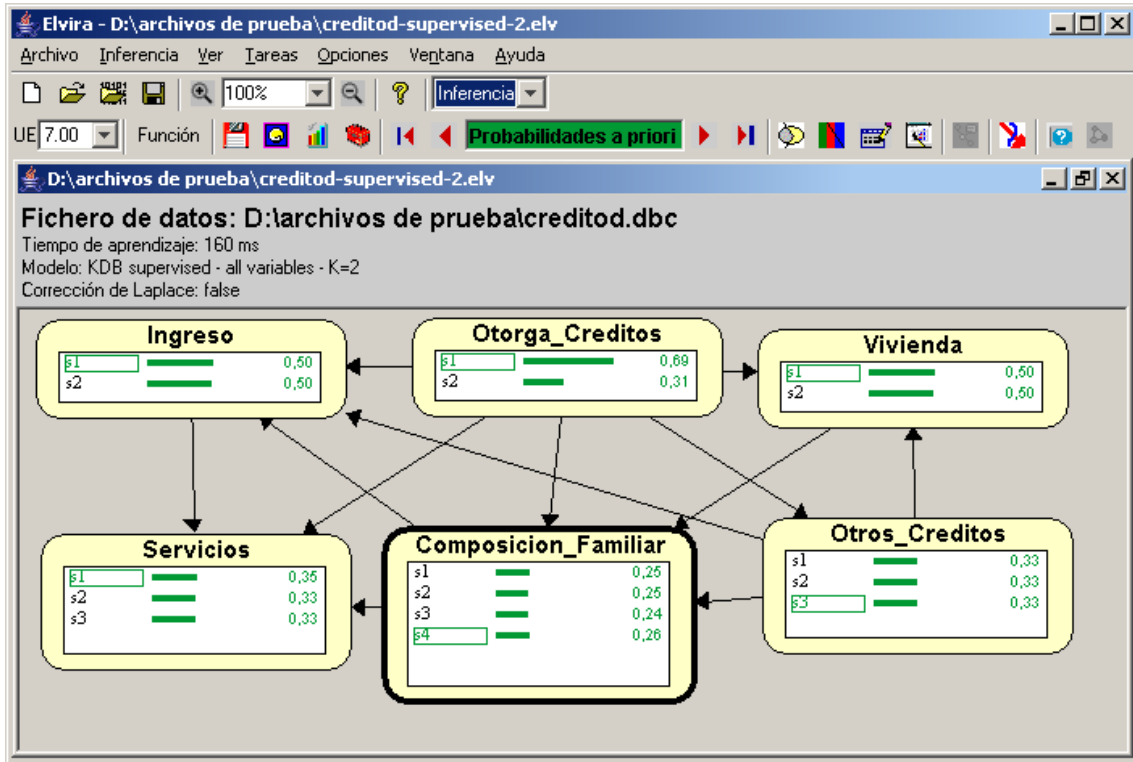 Elvira - D:\archivos de prueba\creditod-supervised-2.elv
Archivo Inferencia Ver Tareas Opciones Ventana Ayuda
100% Inferencia
UE 7.00 Función Probabilidades a priori
D:\archivos de prueba\creditod-supervised-2.elv
Fichero de datos: D:\archivos de prueba\creditod.dbc
Tiempo de aprendizaje: 160 ms
Modelo: KDB supervised - all variables - K=2
Corrección de Laplace: false
Ingreso
s1 0,50
s2 0,50
Otorga_Creditos
s1 0,69
s2 0,31
Vivienda
s1 0,50
s2 0,50
Servicios
s1 0,35
s2 0,33
s3 0,33
Composicion_Familiar
s1 0,25
s2 0,25
s3 0,24
s4 0,26
Otros_Creditos
s1 0,33
s2 0,33
s3 0,33